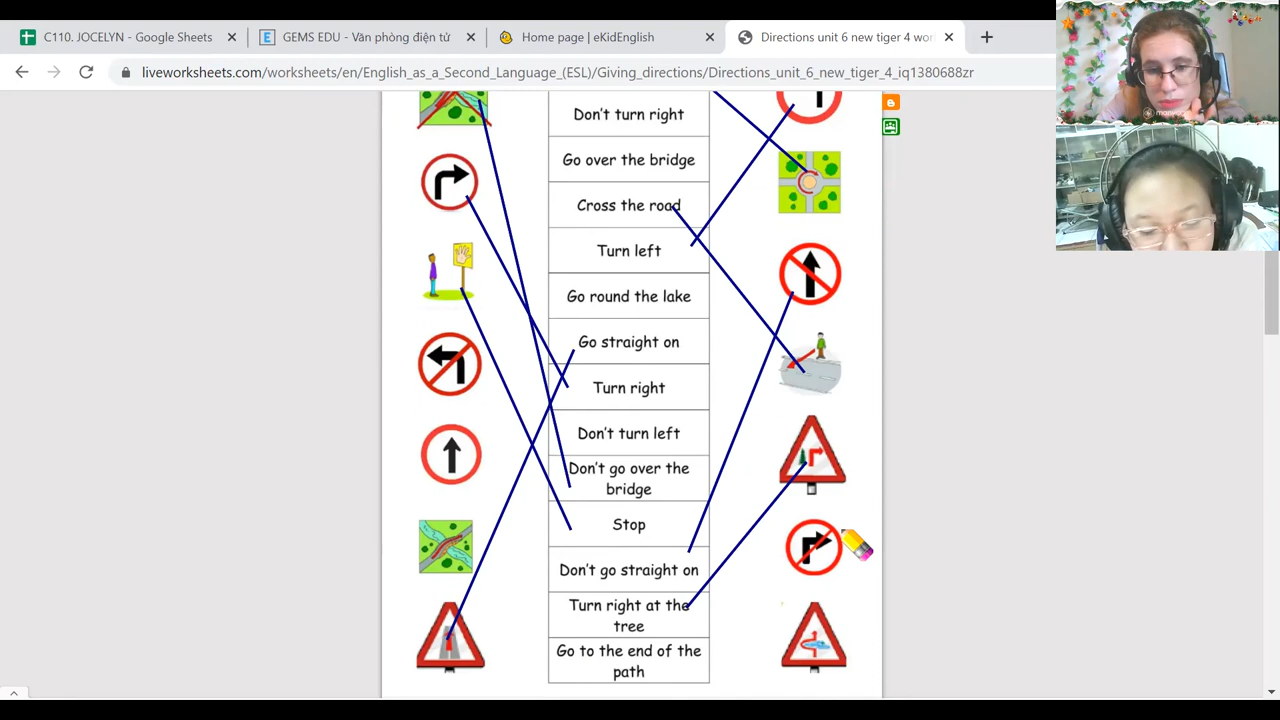 C110. JOCELYN - Google Sheets
GEMS EDU - Văn phòng điện tử
Home page | eKidEnglish
Directions unit 6 new tiger 4 wor
liveworksheets.com/worksheets/en/English_as_a_Second_Language_(ESL)/Giving_directions/Directions_unit_6_new_tiger_4_iq1380688zr
Don't turn right
Go over the bridge
Cross the road
Turn left
Go round the lake
Go straight on
Turn right
Don't turn left
Don't go over the
bridge
Stop
Don't go straight on
Turn right at the
tree
Go to the end of the
path